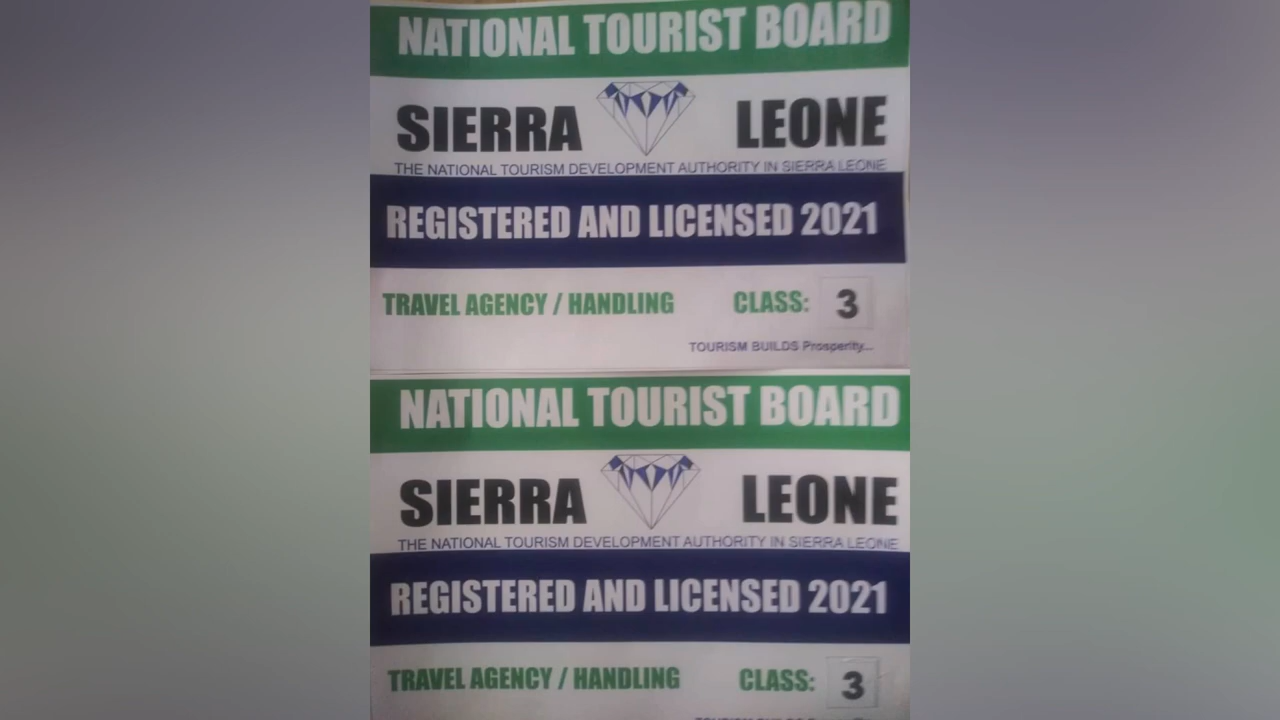 NATIONAL TOURIST BOARD
SIERRA LEONE
THE NATIONAL TOURISM DEVELOPMENT AUTHORITY IN SIERRA LEONE
REGISTERED AND LICENSED 2021
TRAVEL AGENCY / HANDLING CLASS: 3
TOURISM BUILDS Prosperity...
NATIONAL TOURIST BOARD
SIERRA LEONE
THE NATIONAL TOURISM DEVELOPMENT AUTHORITY IN SIERRA LEONE
REGISTERED AND LICENSED 2021
TRAVEL AGENCY / HANDLING CLASS: 3